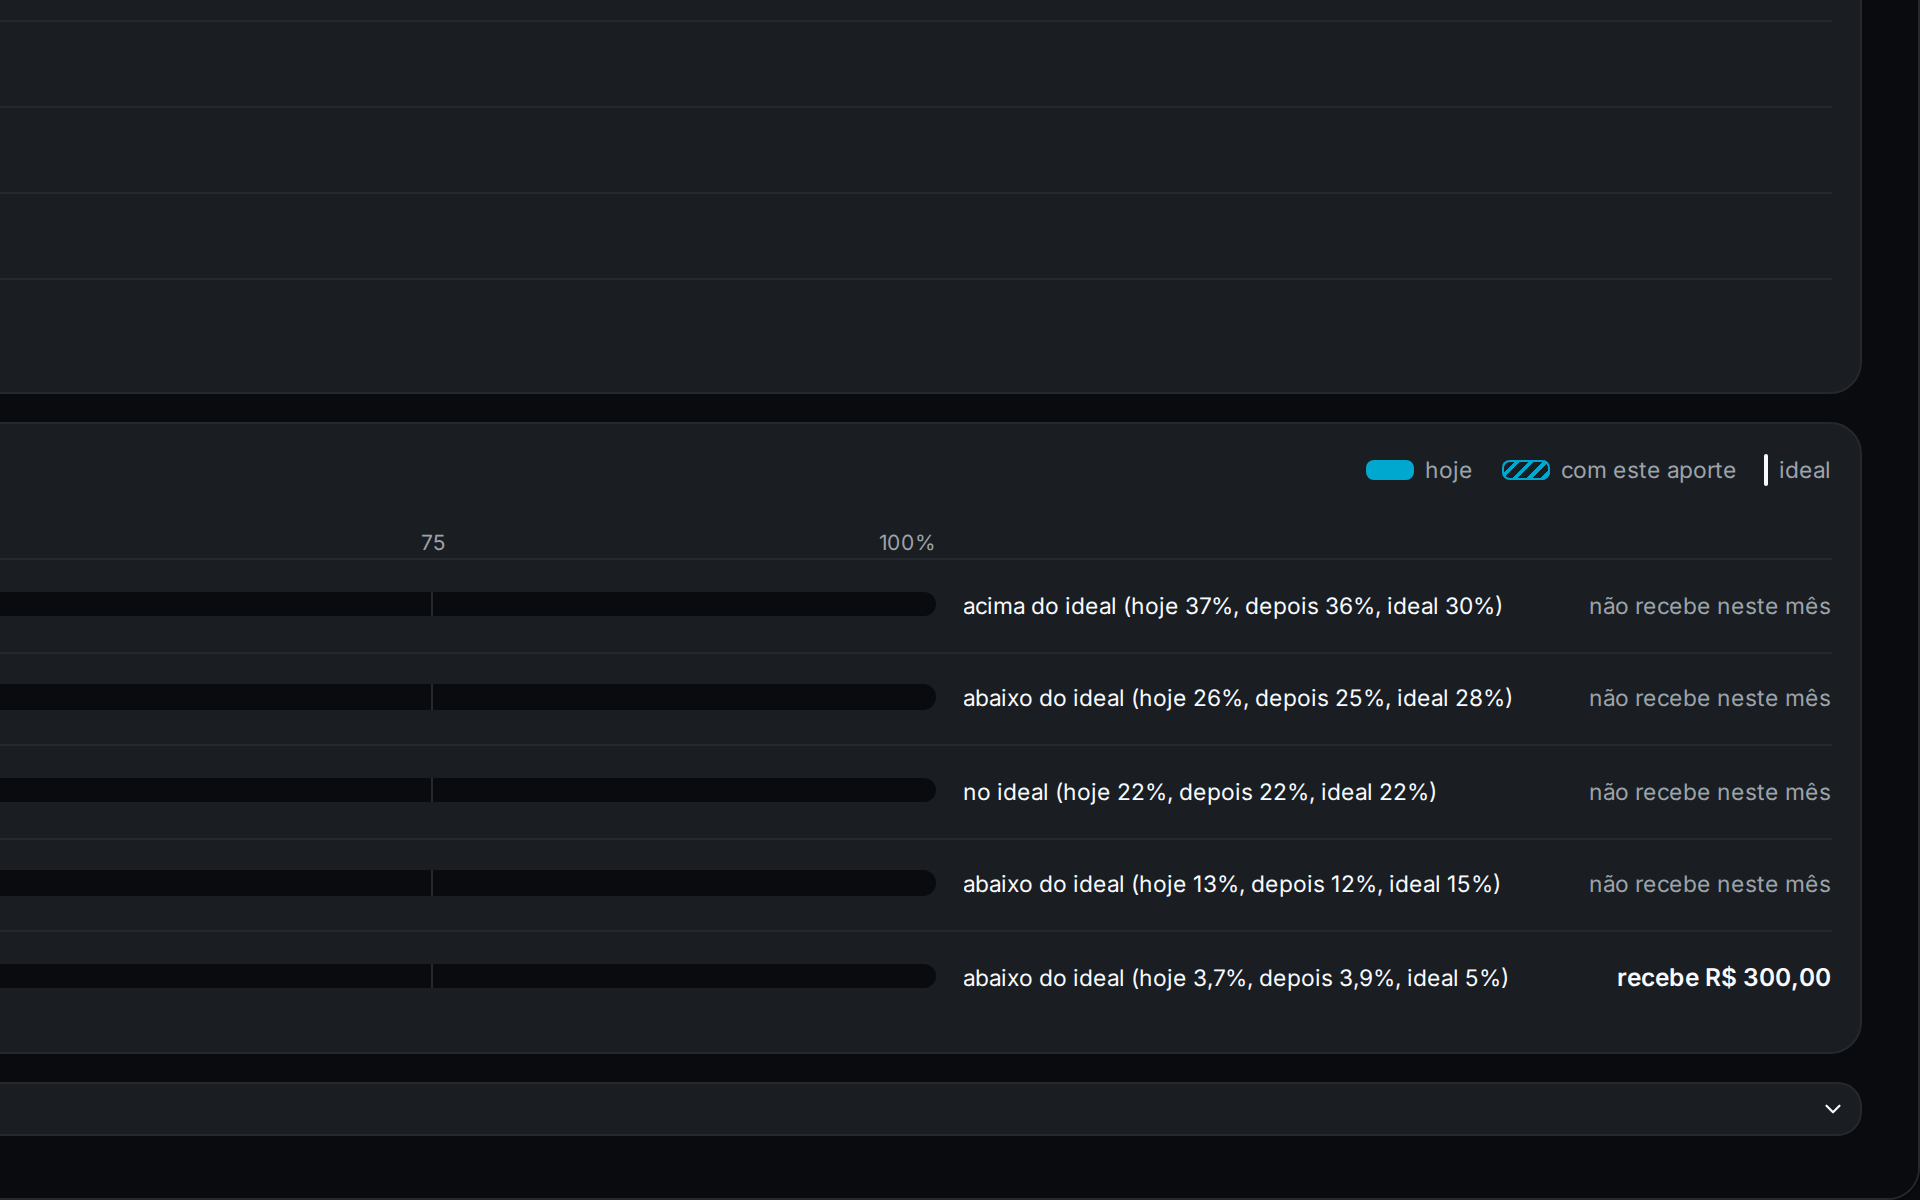 hoje com este aporte ideal
75 100%
acima do ideal (hoje 37%, depois 36%, ideal 30%) não recebe neste mês
abaixo do ideal (hoje 26%, depois 25%, ideal 28%) não recebe neste mês
no ideal (hoje 22%, depois 22%, ideal 22%) não recebe neste mês
abaixo do ideal (hoje 13%, depois 12%, ideal 15%) não recebe neste mês
abaixo do ideal (hoje 3,7%, depois 3,9%, ideal 5%) recebe R$ 300,00